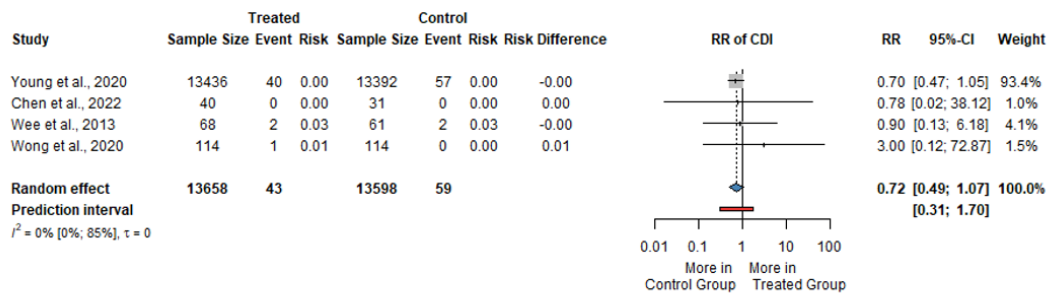 Treated Control
Study Sample Size Event Risk Sample Size Event Risk Risk Difference RR of CDI RR 95%-CI Weight
Young et al., 2020 13436 40 0.00 13392 57 0.00 -0.00 0.70 [0.47; 1.05] 93.4%
Chen et al., 2022 40 0 0.00 31 0 0.00 0.00 0.78 [0.02; 38.12] 1.0%
Wee et al., 2013 68 2 0.03 61 2 0.03 -0.00 0.90 [0.13; 6.18] 4.1%
Wong et al., 2020 114 1 0.01 114 0 0.00 0.01 3.00 [0.12; 72.87] 1.5%
Random effect 13658 43 13598 59 0.72 [0.49; 1.07] 100.0%
Prediction interval [0.31; 1.70]
I² = 0% [0%; 85%], τ = 0
0.01 0.1 1 10 100
More in More in
Control Group Treated Group